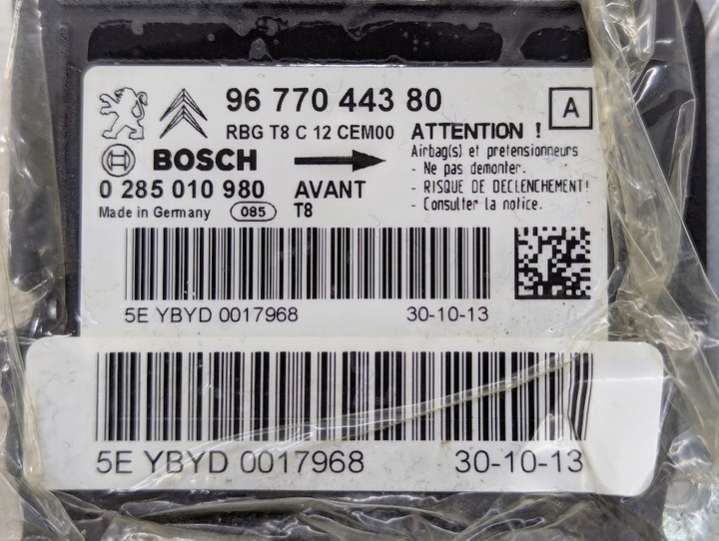 96 770 443 80
A
RBG T8 C 12 CEM00
ATTENTION !
BOSCH
Airbag(s) et pretensionneurs
- Ne pas demonter.
- RISQUE DE DECLENCHEMENT!
- Consulter la notice.
0 285 010 980
AVANT
Made in Germany
085
T8
5E YBYD 0017968
30-10-13
5E YBYD 0017968
30-10-13